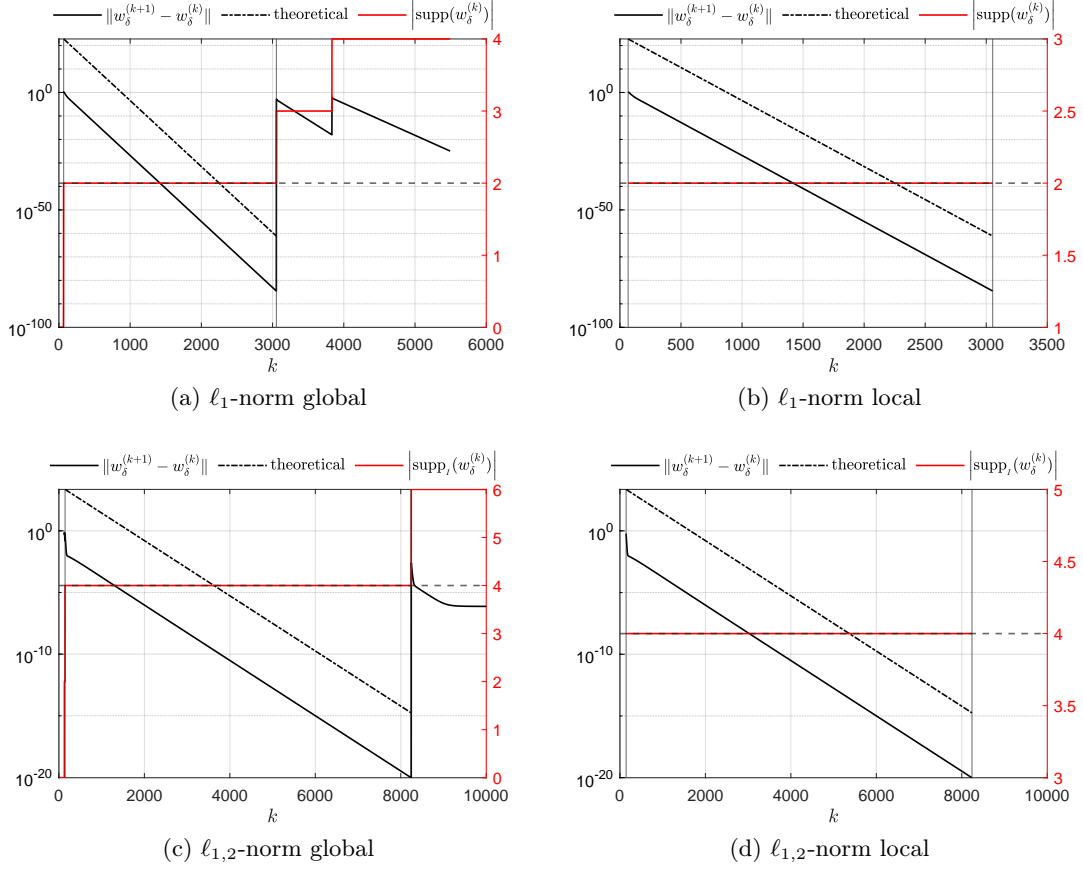 ‖w_δ^(k+1) − w_δ^(k)‖ theoretical |supp(w_δ^(k))|
‖w_δ^(k+1) − w_δ^(k)‖ theoretical |supp(w_δ^(k))|
10^0
10^-50
10^-100
4
3
2
1
0
0 1000 2000 3000 4000 5000 6000
k
(a) ℓ₁-norm global
10^0
10^-50
10^-100
3
2.5
2
1.5
1
0 500 1000 1500 2000 2500 3000 3500
k
(b) ℓ₁-norm local
‖w_δ^(k+1) − w_δ^(k)‖ theoretical |supp_I(w_δ^(k))|
‖w_δ^(k+1) − w_δ^(k)‖ theoretical |supp_I(w_δ^(k))|
10^0
10^-10
10^-20
6
5
4
3
2
1
0
0 2000 4000 6000 8000 10000
k
(c) ℓ₁,₂-norm global
10^0
10^-10
10^-20
5
4.5
4
3.5
3
0 2000 4000 6000 8000 10000
k
(d) ℓ₁,₂-norm local